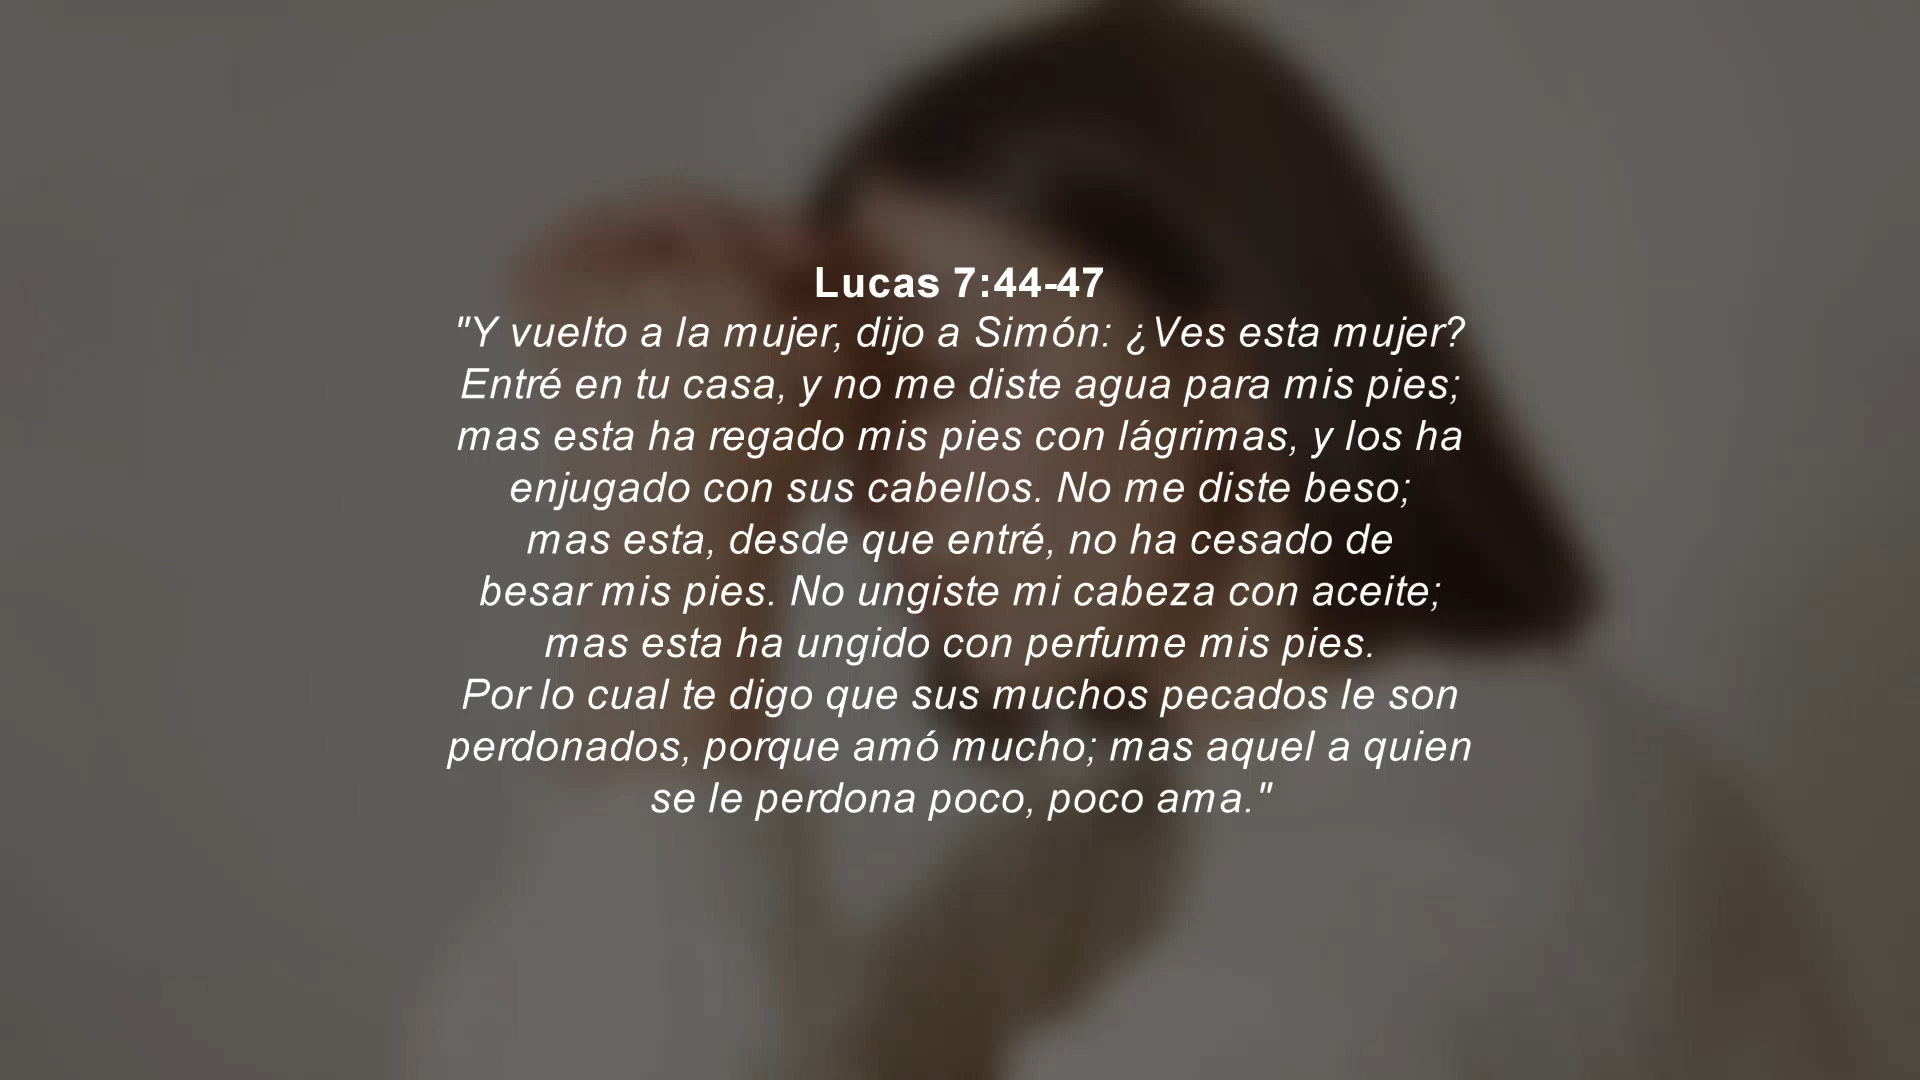 Lucas 7:44-47
"Y vuelto a la mujer, dijo a Simón: ¿Ves esta mujer?
Entré en tu casa, y no me diste agua para mis pies;
mas esta ha regado mis pies con lágrimas, y los ha
enjugado con sus cabellos. No me diste beso;
mas esta, desde que entré, no ha cesado de
besar mis pies. No ungiste mi cabeza con aceite;
mas esta ha ungido con perfume mis pies.
Por lo cual te digo que sus muchos pecados le son
perdonados, porque amó mucho; mas aquel a quien
se le perdona poco, poco ama."